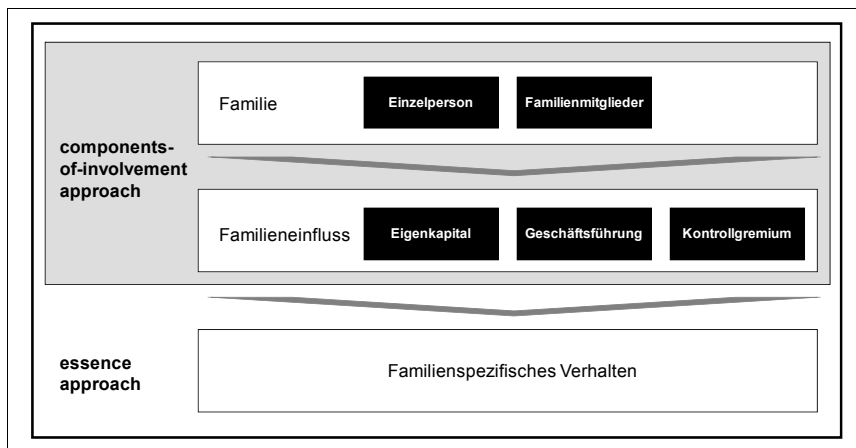 Familie
Einzelperson
Familienmitglieder
components-
of-involvement
approach
Familieneinfluss
Eigenkapital
Geschäftsführung
Kontrollgremium
essence
approach
Familienspezifisches Verhalten